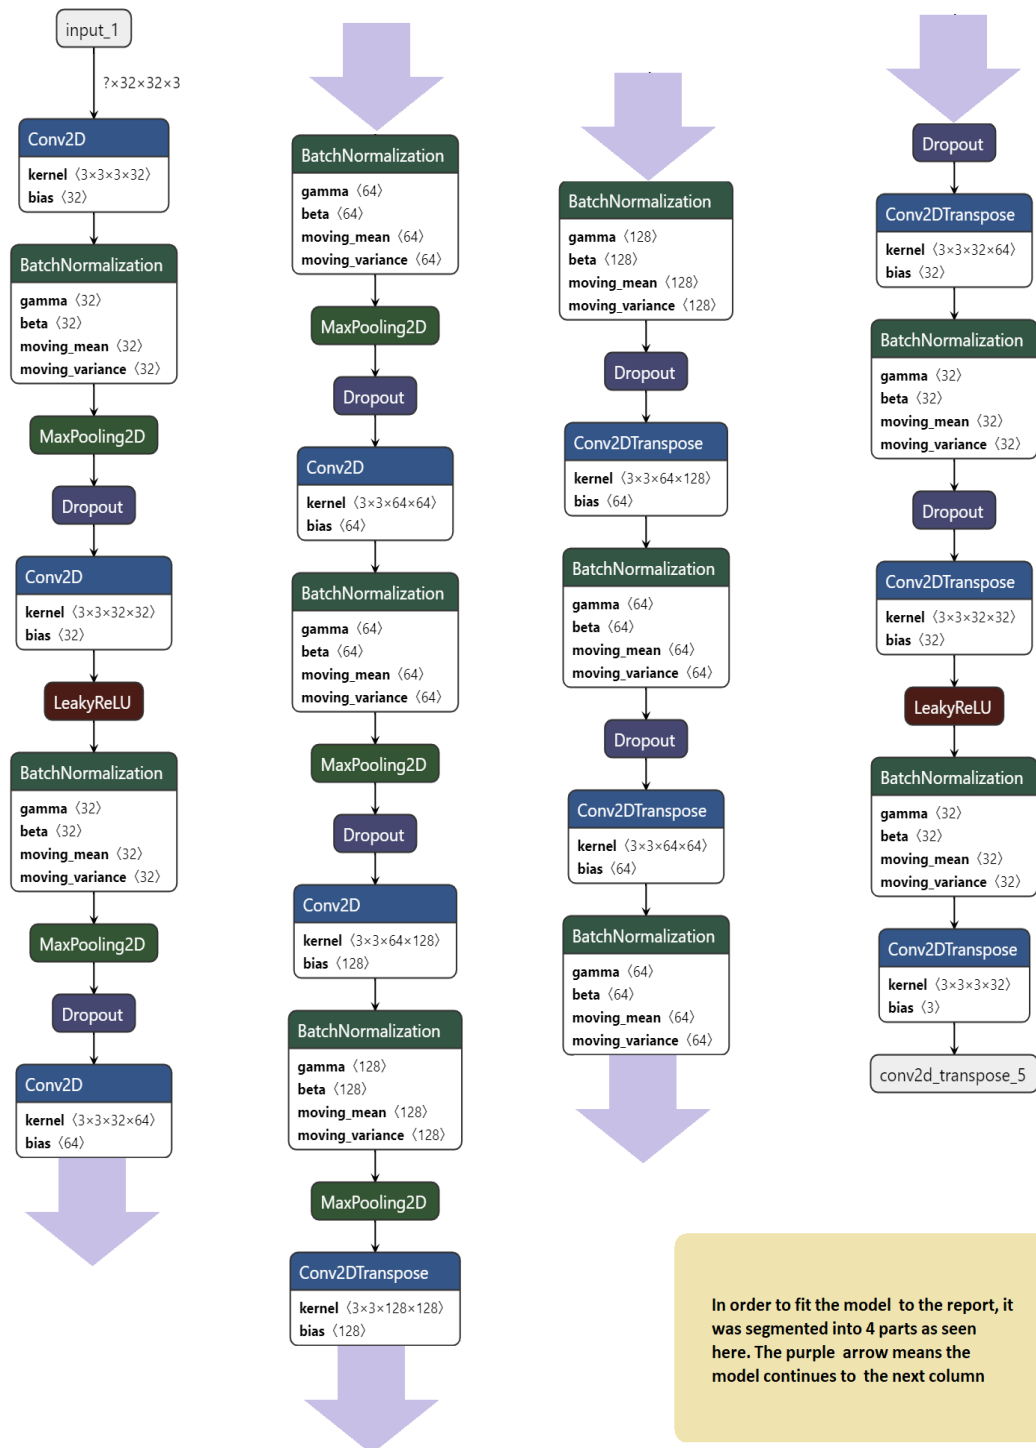 input_1
?×32×32×3
Conv2D
kernel 〈3×3×3×32〉
bias 〈32〉
BatchNormalization
gamma 〈32〉
beta 〈32〉
moving_mean 〈32〉
moving_variance 〈32〉
MaxPooling2D
Dropout
Conv2D
kernel 〈3×3×32×32〉
bias 〈32〉
LeakyReLU
BatchNormalization
gamma 〈32〉
beta 〈32〉
moving_mean 〈32〉
moving_variance 〈32〉
MaxPooling2D
Dropout
Conv2D
kernel 〈3×3×32×64〉
bias 〈64〉
BatchNormalization
gamma 〈64〉
beta 〈64〉
moving_mean 〈64〉
moving_variance 〈64〉
MaxPooling2D
Dropout
Conv2D
kernel 〈3×3×64×64〉
bias 〈64〉
BatchNormalization
gamma 〈64〉
beta 〈64〉
moving_mean 〈64〉
moving_variance 〈64〉
MaxPooling2D
Dropout
Conv2D
kernel 〈3×3×64×128〉
bias 〈128〉
BatchNormalization
gamma 〈128〉
beta 〈128〉
moving_mean 〈128〉
moving_variance 〈128〉
MaxPooling2D
Conv2DTranspose
kernel 〈3×3×128×128〉
bias 〈128〉
BatchNormalization
gamma 〈128〉
beta 〈128〉
moving_mean 〈128〉
moving_variance 〈128〉
Dropout
Conv2DTranspose
kernel 〈3×3×64×128〉
bias 〈64〉
BatchNormalization
gamma 〈64〉
beta 〈64〉
moving_mean 〈64〉
moving_variance 〈64〉
Dropout
Conv2DTranspose
kernel 〈3×3×64×64〉
bias 〈64〉
BatchNormalization
gamma 〈64〉
beta 〈64〉
moving_mean 〈64〉
moving_variance 〈64〉
Dropout
Conv2DTranspose
kernel 〈3×3×32×64〉
bias 〈32〉
BatchNormalization
gamma 〈32〉
beta 〈32〉
moving_mean 〈32〉
moving_variance 〈32〉
Dropout
Conv2DTranspose
kernel 〈3×3×32×32〉
bias 〈32〉
LeakyReLU
BatchNormalization
gamma 〈32〉
beta 〈32〉
moving_mean 〈32〉
moving_variance 〈32〉
Conv2DTranspose
kernel 〈3×3×3×32〉
bias 〈3〉
conv2d_transpose_5
In order to fit the model to the report, it
was segmented into 4 parts as seen
here. The purple arrow means the
model continues to the next column